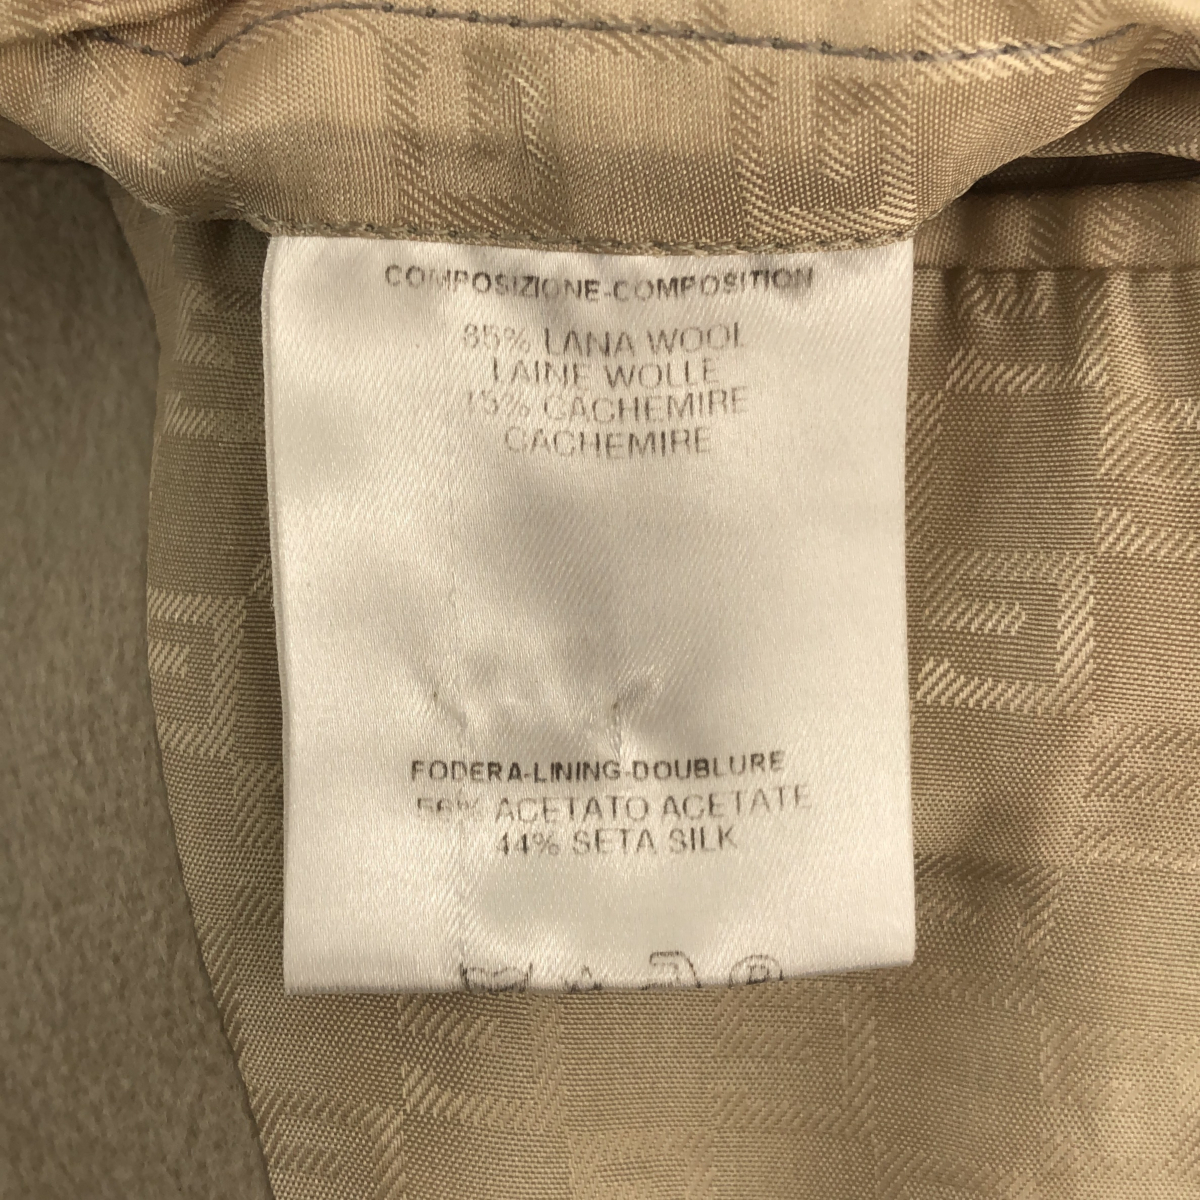 COMPOSIZIONE-COMPOSITION
85% LANA WOOL
LAINE WOLLE
15% CACHEMIRE
CACHEMIRE
FODERA-LINING-DOUBLURE
56% ACETATO ACETATE
44% SETA SILK
P